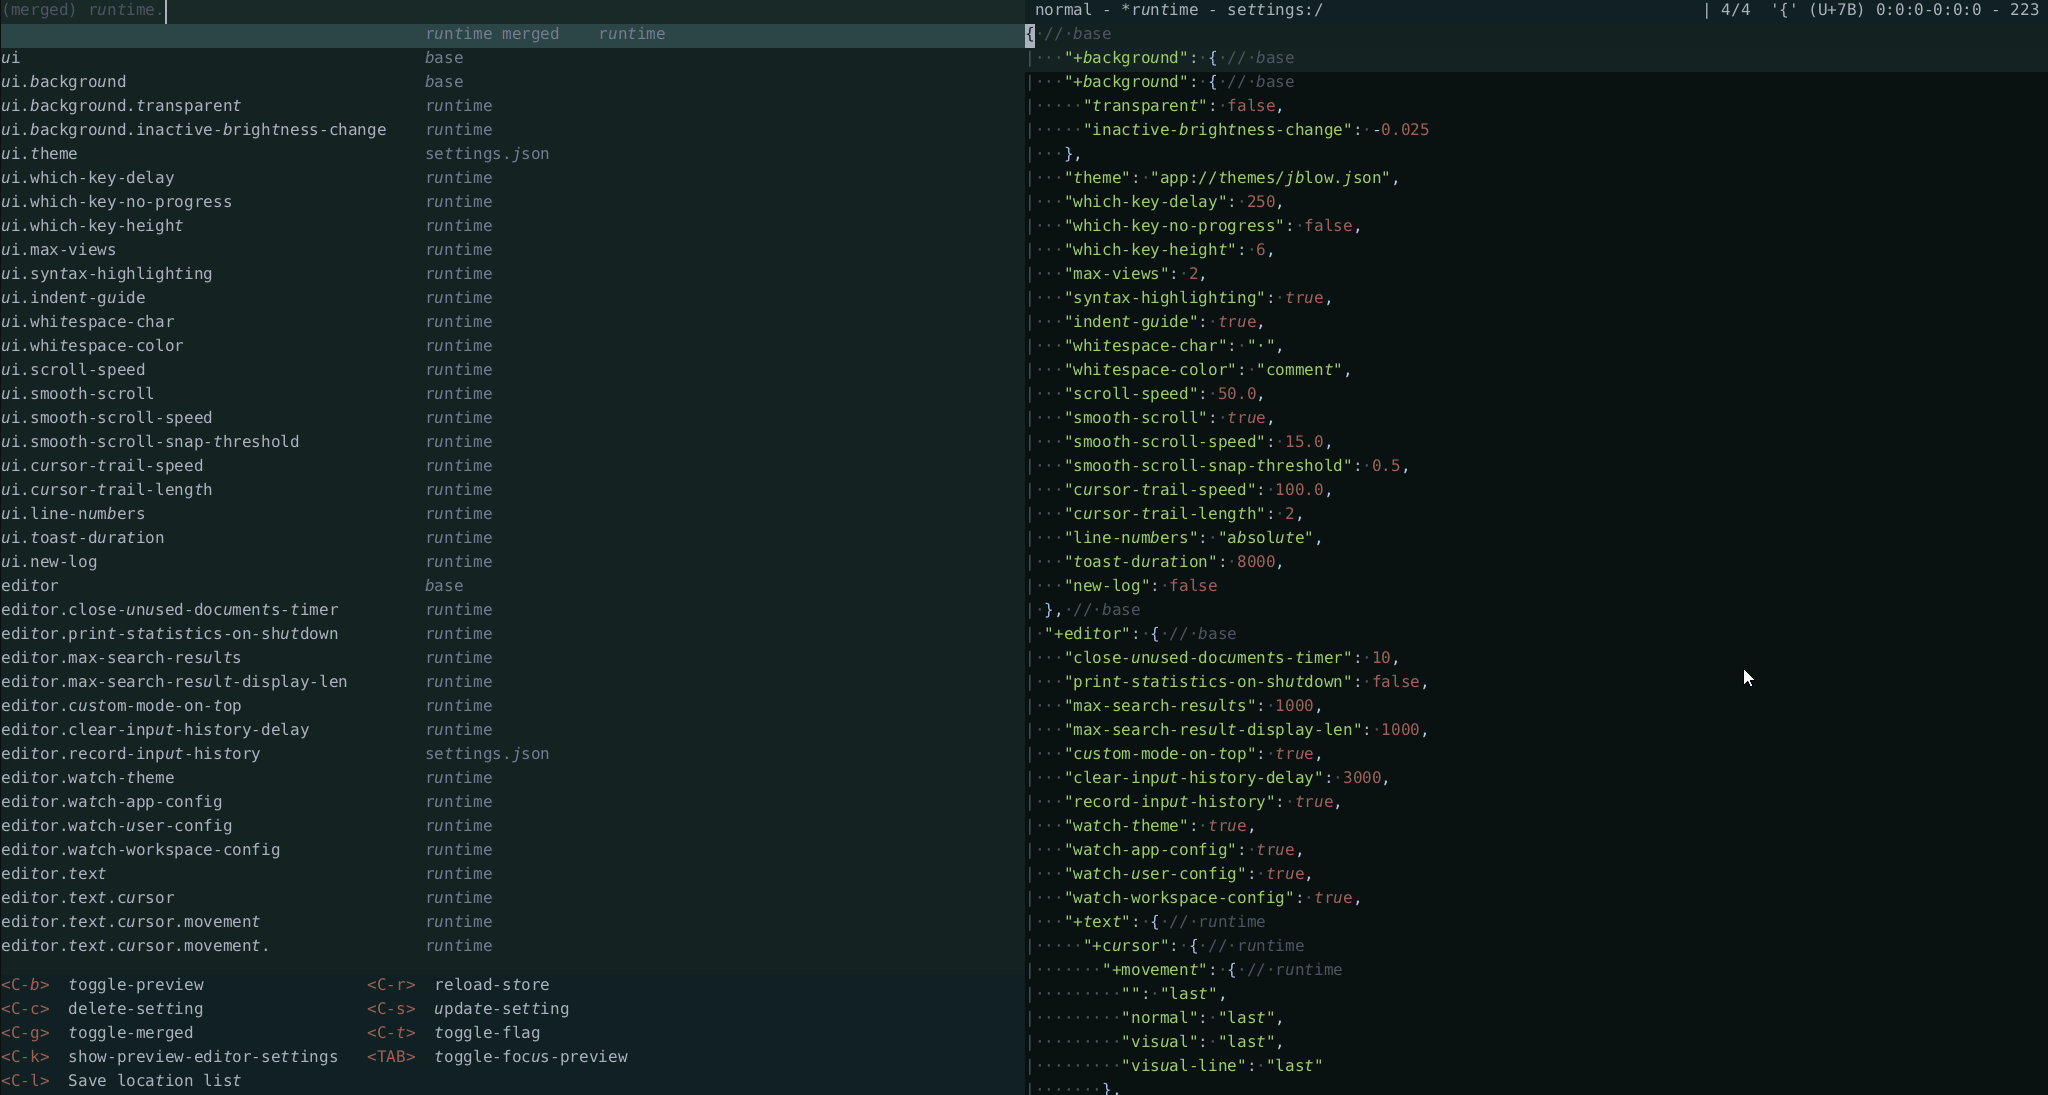 (merged) runtime.
runtime merged runtime
ui base
ui.background base
ui.background.transparent runtime
ui.background.inactive-brightness-change runtime
ui.theme settings.json
ui.which-key-delay runtime
ui.which-key-no-progress runtime
ui.which-key-height runtime
ui.max-views runtime
ui.syntax-highlighting runtime
ui.indent-guide runtime
ui.whitespace-char runtime
ui.whitespace-color runtime
ui.scroll-speed runtime
ui.smooth-scroll runtime
ui.smooth-scroll-speed runtime
ui.smooth-scroll-snap-threshold runtime
ui.cursor-trail-speed runtime
ui.cursor-trail-length runtime
ui.line-numbers runtime
ui.toast-duration runtime
ui.new-log runtime
editor base
editor.close-unused-documents-timer runtime
editor.print-statistics-on-shutdown runtime
editor.max-search-results runtime
editor.max-search-result-display-len runtime
editor.custom-mode-on-top runtime
editor.clear-input-history-delay runtime
editor.record-input-history settings.json
editor.watch-theme runtime
editor.watch-app-config runtime
editor.watch-user-config runtime
editor.watch-workspace-config runtime
editor.text runtime
editor.text.cursor runtime
editor.text.cursor.movement runtime
editor.text.cursor.movement. runtime
<C-b> toggle-preview <C-r> reload-store
<C-c> delete-setting <C-s> update-setting
<C-g> toggle-merged <C-t> toggle-flag
<C-k> show-preview-editor-settings <TAB> toggle-focus-preview
<C-l> Save location list
normal - *runtime - settings:/ | 4/4 '{' (U+7B) 0:0:0-0:0:0 - 223
{·//·base
|···"+background":·{·//·base
|···"+background":·{·//·base
|·····"transparent":·false,
|·····"inactive-brightness-change":·-0.025
|···},
|···"theme":·"app://themes/jblow.json",
|···"which-key-delay":·250,
|···"which-key-no-progress":·false,
|···"which-key-height":·6,
|···"max-views":·2,
|···"syntax-highlighting":·true,
|···"indent-guide":·true,
|···"whitespace-char":·"·",
|···"whitespace-color":·"comment",
|···"scroll-speed":·50.0,
|···"smooth-scroll":·true,
|···"smooth-scroll-speed":·15.0,
|···"smooth-scroll-snap-threshold":·0.5,
|···"cursor-trail-speed":·100.0,
|···"cursor-trail-length":·2,
|···"line-numbers":·"absolute",
|···"toast-duration":·8000,
|···"new-log":·false
|·},·//·base
|·"+editor":·{·//·base
|···"close-unused-documents-timer":·10,
|···"print-statistics-on-shutdown":·false,
|···"max-search-results":·1000,
|···"max-search-result-display-len":·1000,
|···"custom-mode-on-top":·true,
|···"clear-input-history-delay":·3000,
|···"record-input-history":·true,
|···"watch-theme":·true,
|···"watch-app-config":·true,
|···"watch-user-config":·true,
|···"watch-workspace-config":·true,
|···"+text":·{·//·runtime
|·····"+cursor":·{·//·runtime
|·······"+movement":·{·//·runtime
|·········"":·"last",
|·········"normal":·"last",
|·········"visual":·"last",
|·········"visual-line":·"last"
|·······},